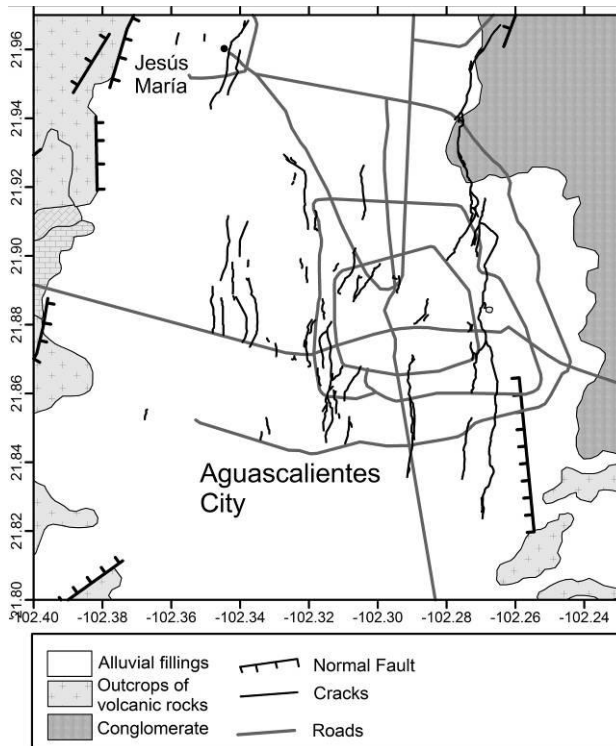 21.96
21.94
21.92
21.90
21.88
21.86
21.84
21.82
21.80
Jesús
María
Aguascalientes
City
-102.40
-102.38
-102.36
-102.34
-102.32
-102.30
-102.28
-102.26
-102.24
Alluvial fillings
Outcrops of
volcanic rocks
Conglomerate
Normal Fault
Cracks
Roads